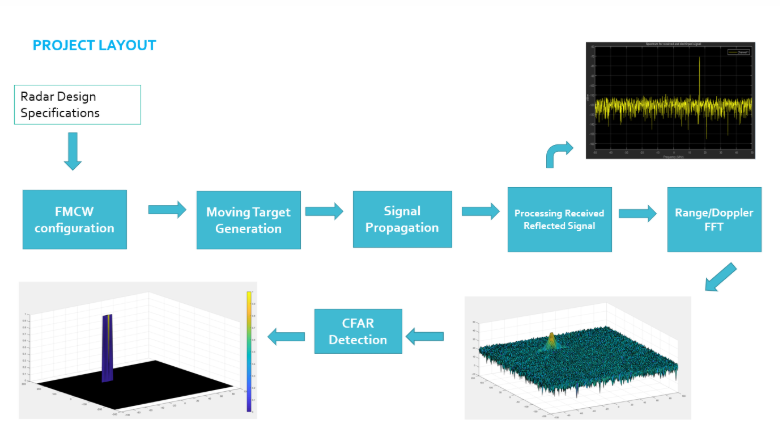 PROJECT LAYOUT
Radar Design
Specifications
FMCW
configuration
Moving Target
Generation
Signal
Propagation
Processing Received
Reflected Signal
Range/Doppler
FFT
CFAR
Detection